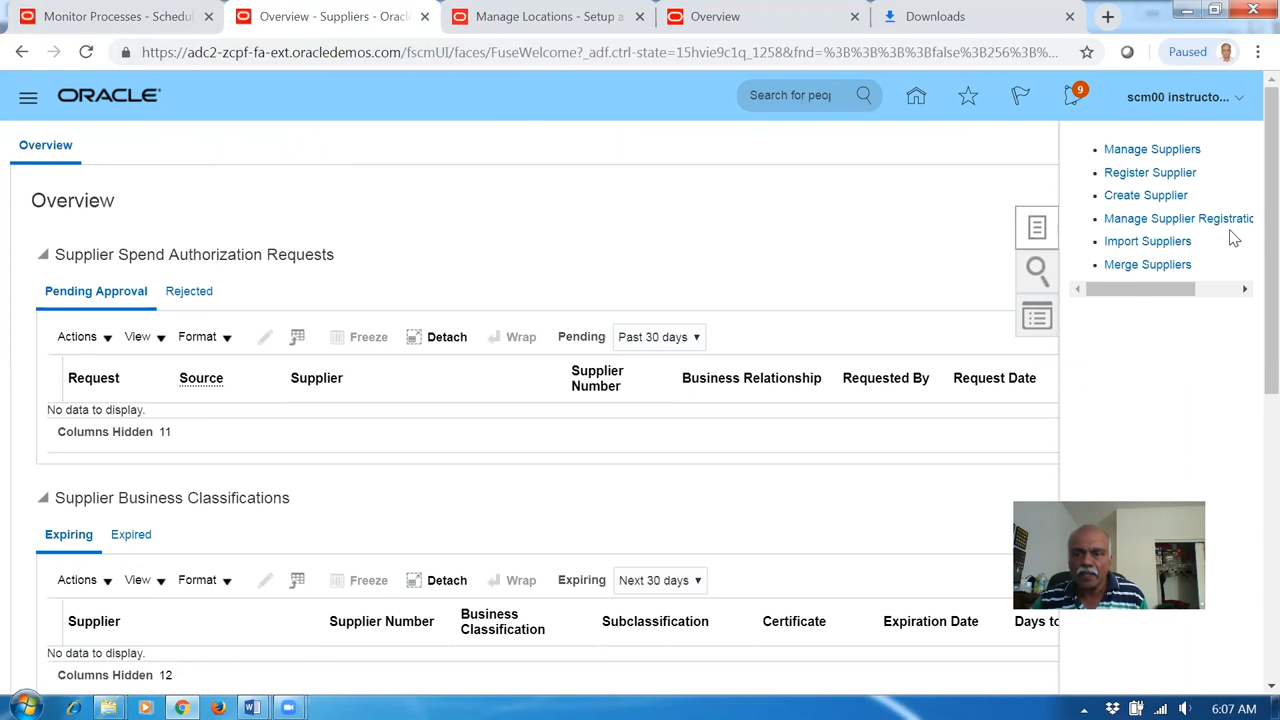 Monitor Processes - Schedul
Overview - Suppliers - Oracl
Manage Locations - Setup a
Overview
Downloads
https://adc2-zcpf-fa-ext.oracledemos.com/fscmUI/faces/FuseWelcome?_adf.ctrl-state=15hvie9c1q_1258&fnd=%3B%3B%3B%3Bfalse%3B256%3B%3B%3B...
Paused
ORACLE
Search for peop
9
scm00 instructo...
Overview
Manage Suppliers
Register Supplier
Create Supplier
Manage Supplier Registratio
Import Suppliers
Merge Suppliers
Overview
Supplier Spend Authorization Requests
Pending Approval Rejected
Actions View Format Freeze Detach Wrap Pending Past 30 days
Request Source Supplier Supplier Number Business Relationship Requested By Request Date
No data to display.
Columns Hidden 11
Supplier Business Classifications
Expiring Expired
Actions View Format Freeze Detach Wrap Expiring Next 30 days
Supplier Supplier Number Business Classification Subclassification Certificate Expiration Date Days to
No data to display.
Columns Hidden 12
6:07 AM